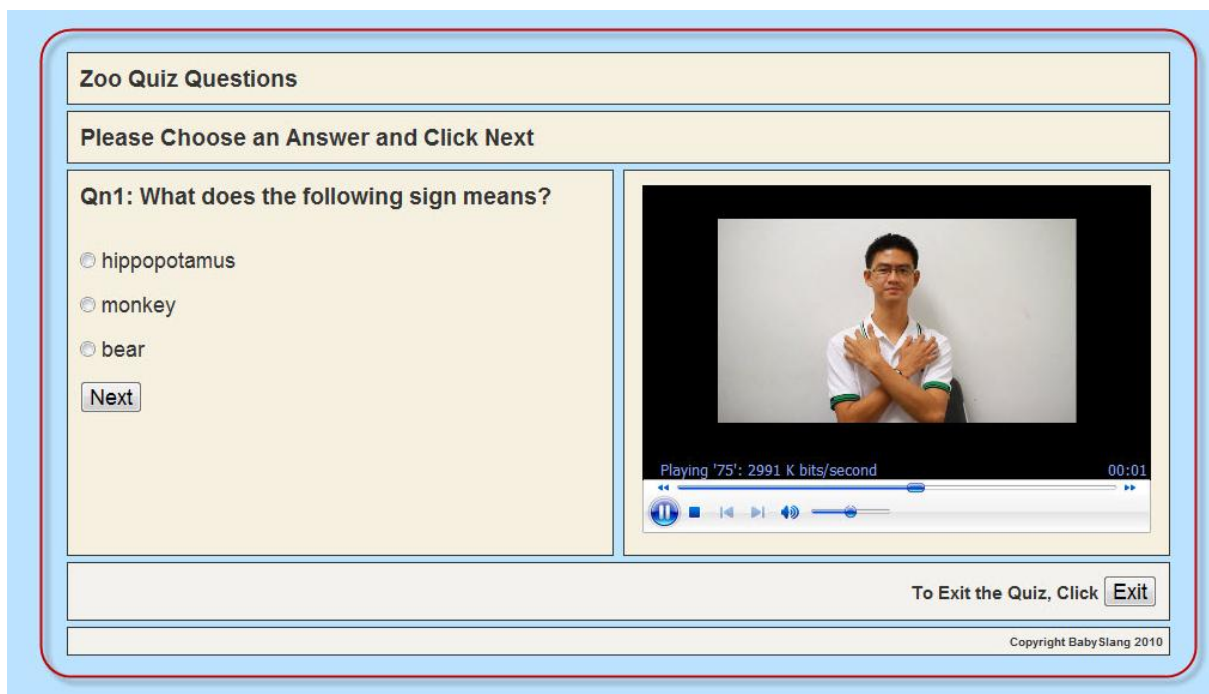 Zoo Quiz Questions
Please Choose an Answer and Click Next
Qn1: What does the following sign means?
hippopotamus
monkey
bear
Next
Playing '75': 2991 K bits/second 00:01
To Exit the Quiz, Click Exit
Copyright BabySlang 2010